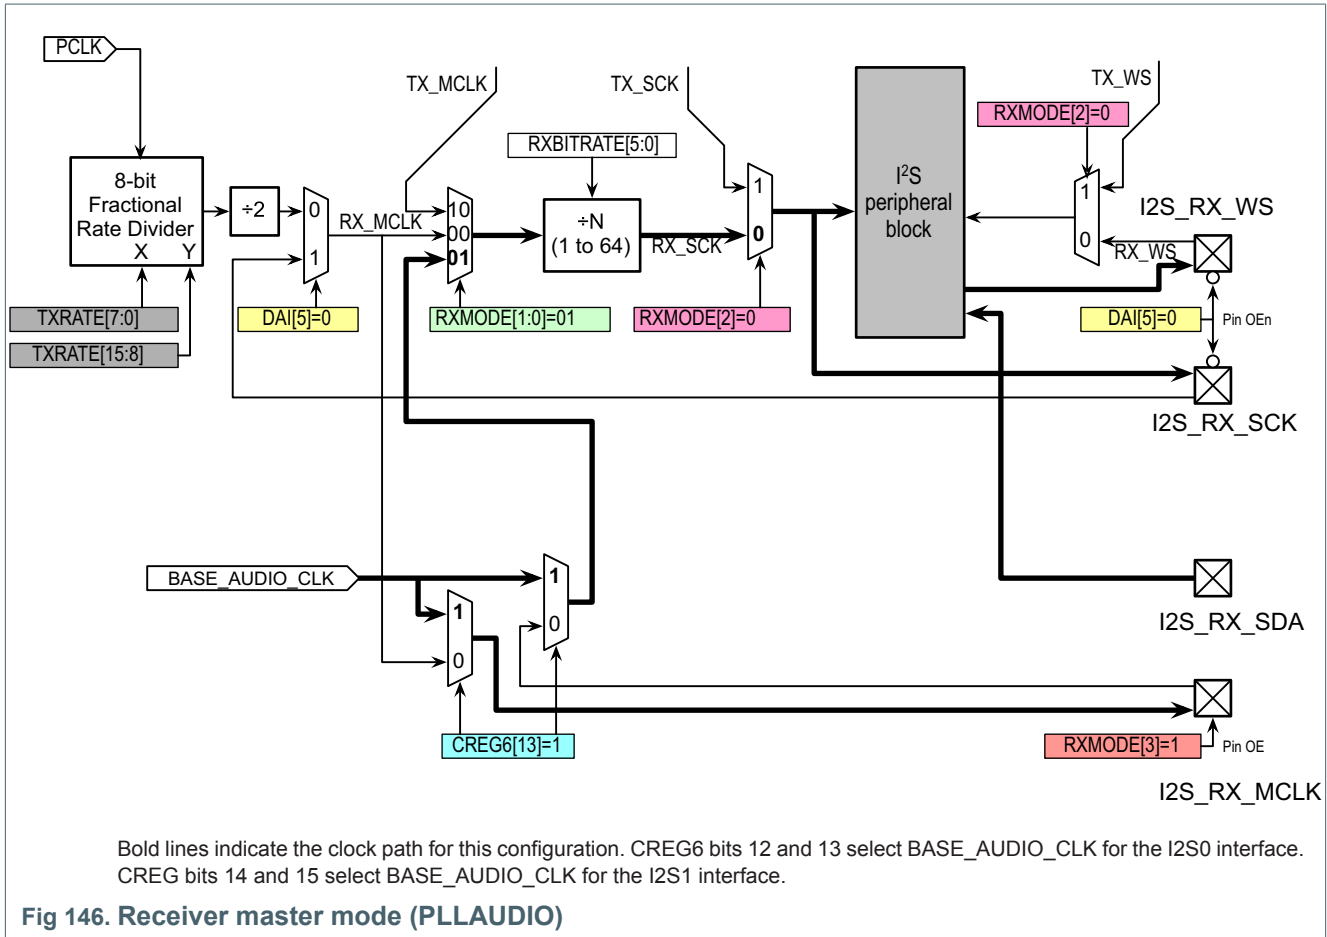 PCLK
TX_MCLK
TX_SCK
TX_WS
RXMODE[2]=0
RXBITRATE[5:0]
8-bit
Fractional
Rate Divider
X Y
÷2
0
1
RX_MCLK
10
00
01
÷N
(1 to 64)
RX_SCK
1
0
I2S
peripheral
block
1
0
I2S_RX_WS
RX_WS
TXRATE[7:0]
TXRATE[15:8]
DAI[5]=0
RXMODE[1:0]=01
RXMODE[2]=0
DAI[5]=0
Pin OEn
I2S_RX_SCK
BASE_AUDIO_CLK
1
0
1
0
I2S_RX_SDA
CREG6[13]=1
RXMODE[3]=1
Pin OE
I2S_RX_MCLK
Bold lines indicate the clock path for this configuration. CREG6 bits 12 and 13 select BASE_AUDIO_CLK for the I2S0 interface.
CREG bits 14 and 15 select BASE_AUDIO_CLK for the I2S1 interface.
Fig 146. Receiver master mode (PLLAUDIO)